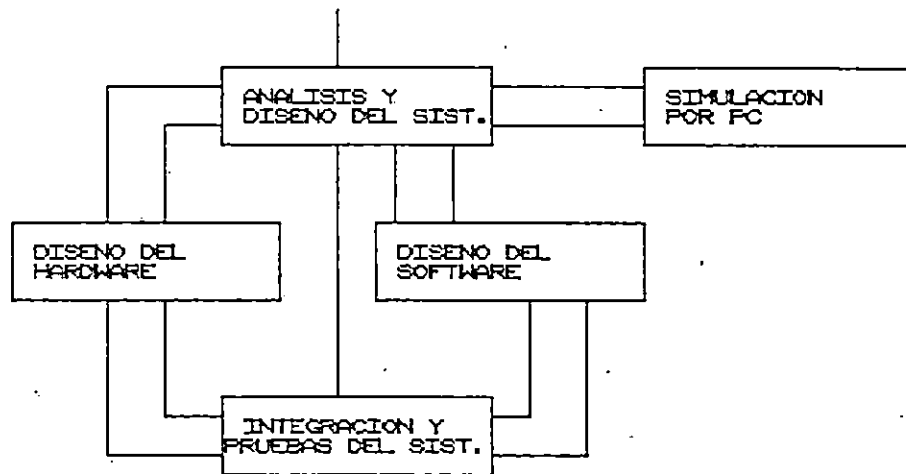 ANALISIS Y
DISENO DEL SIST.
SIMULACION
POR PC
DISENO DEL
HARDWARE
DISENO DEL
SOFTWARE
INTEGRACION Y
PRUEBAS DEL SIST.